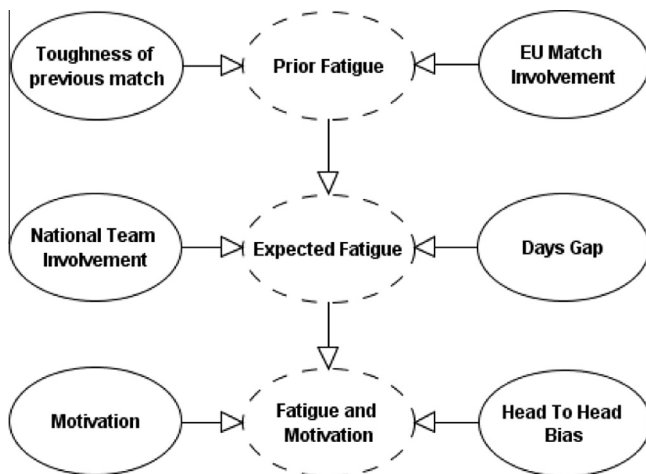 Toughness of
previous match
Prior Fatigue
EU Match
Involvement
National Team
Involvement
Expected Fatigue
Days Gap
Motivation
Fatigue and
Motivation
Head To Head
Bias